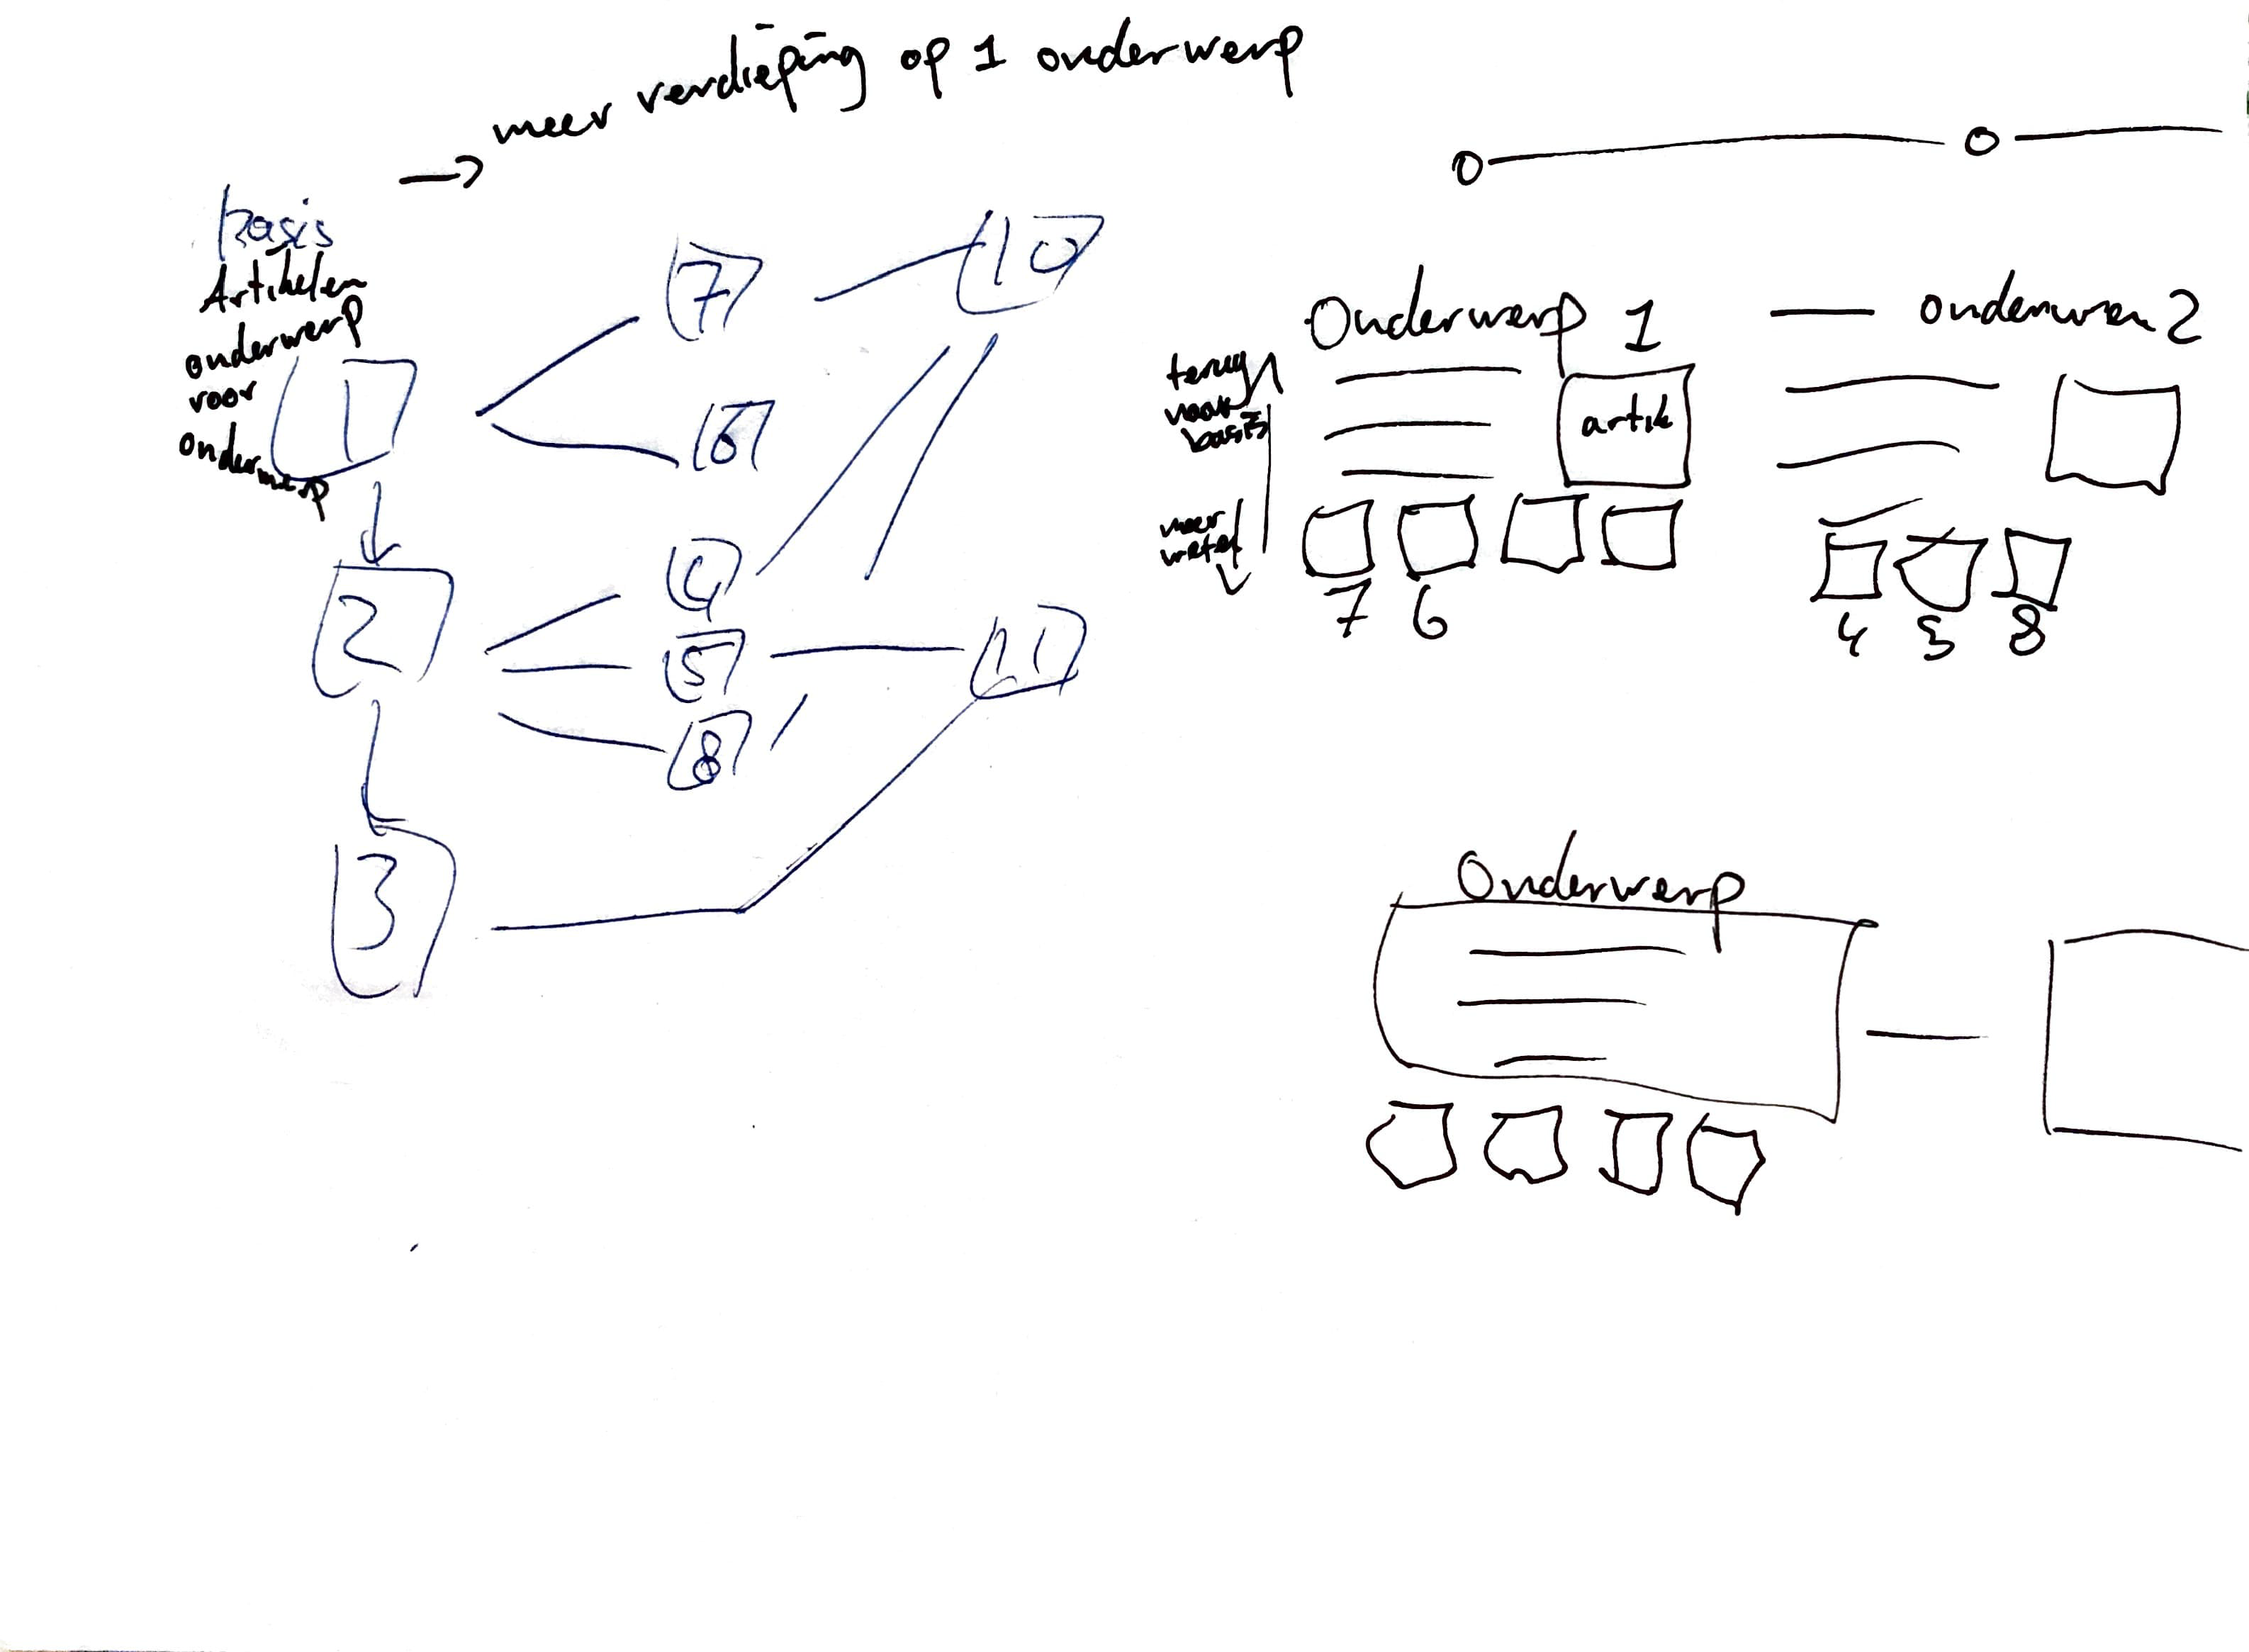 meer verdieping op 1 onderwerp
basis
Artikelen
onderwerp
voor
onderwerp
1
2
3
7
6
4
5
8
10
11
Onderwerp 1
onderwerp 2
terug
naar
basis
artik
meer
weten
7 6
4 5 8
Onderwerp